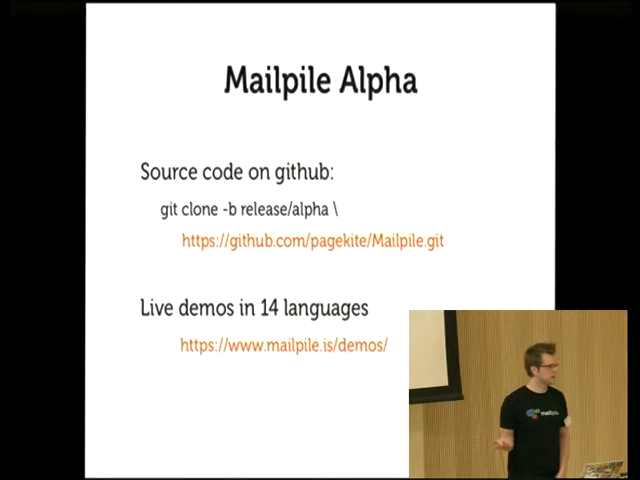 Mailpile Alpha
Source code on github:
git clone -b release/alpha \
https://github.com/pagekite/Mailpile.git
Live demos in 14 languages
https://www.mailpile.is/demos/
mailpile